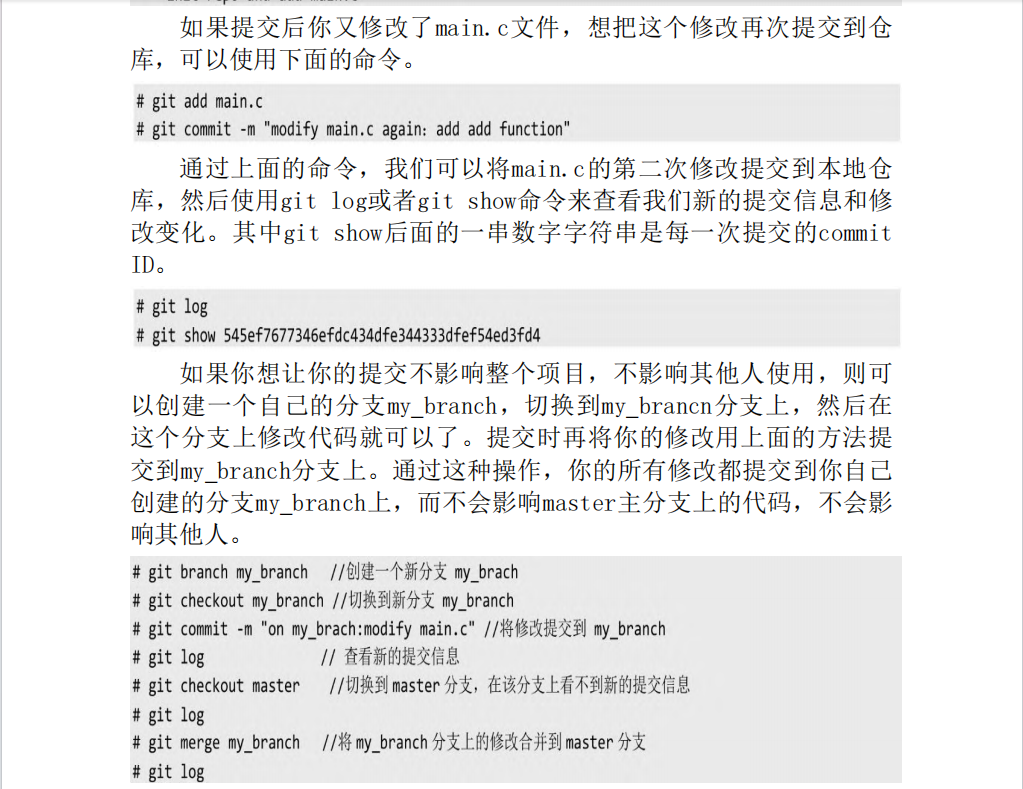 如果提交后你又修改了main.c文件，想把这个修改再次提交到仓
库，可以使用下面的命令。
# git add main.c
# git commit -m "modify main.c again: add add function"
通过上面的命令，我们可以将main.c的第二次修改提交到本地仓
库，然后使用git log或者git show命令来查看我们新的提交信息和修
改变化。其中git show后面的一串数字字符串是每一次提交的commit
ID。
# git log
# git show 545ef7677346efdc434dfe344333dfef54ed3fd4
如果你想让你的提交不影响整个项目，不影响其他人使用，则可
以创建一个自己的分支my_branch，切换到my_brancn分支上，然后在
这个分支上修改代码就可以了。提交时再将你的修改用上面的方法提
交到my_branch分支上。通过这种操作，你的所有修改都提交到你自己
创建的分支my_branch上，而不会影响master主分支上的代码，不会影
响其他人。
# git branch my_branch //创建一个新分支 my_brach
# git checkout my_branch //切换到新分支 my_branch
# git commit -m "on my_brach:modify main.c" //将修改提交到 my_branch
# git log // 查看新的提交信息
# git checkout master //切换到 master 分支，在该分支上看不到新的提交信息
# git log
# git merge my_branch //将 my_branch 分支上的修改合并到 master 分支
# git log